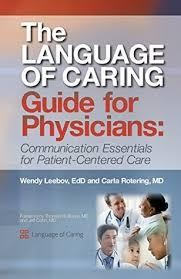 The
LANGUAGE
OF CARING
Guide for
Physicians:
Communication Essentials
for Patient-Centered Care
Wendy Leebov, EdD and Carla Rotering, MD
Language of Caring